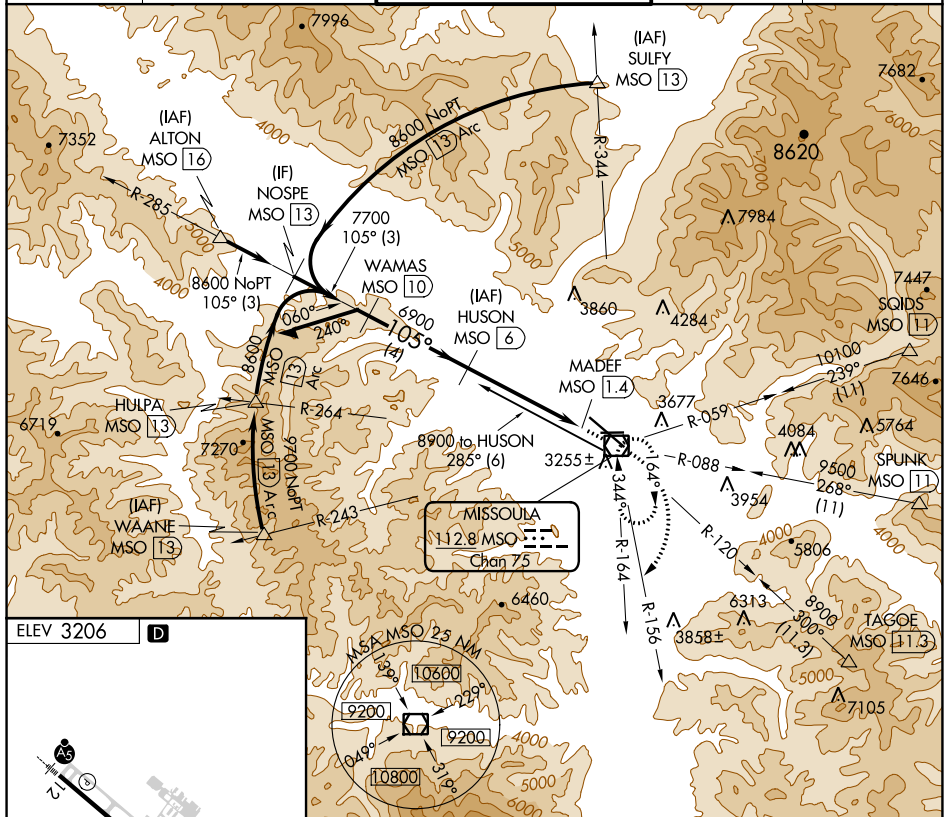 7996
(IAF)
SULFY
MSO 13
7682
6000
4000
(IAF)
ALTON
MSO 16
7352
8600 NoPT
MSO 13 Arc
8620
(IF)
NOSPE
MSO 13
R-344
R-285
5000
7984
7700
105° (3)
5000
8600 NoPT
105° (3)
4000
WAMAS
MSO 10
7447
(IAF)
HUSON
MSO 6
3860
4284
SQIDS
MSO 11
060°
240°
6900
105°
(4)
8600
MSO 13 Arc
MADEF
MSO 1.4
10100
239°
(11)
7646
HULPA
MSO 13
R-264
3677
R-059
6719
7270
8900 to HUSON
285° (6)
3255±
4084
5764
MSO 13 Arc
9700 NoPT
164°
R-088
9500
268°
(11)
SPUNK
MSO 11
3954
(IAF)
WAANE
MSO 13
R-243
344°
MISSOULA
112.8 MSO
Chan 75
R-164
R-120
4000
5806
4000
R-156
6460
6313
8900
300°
(11.3)
TAGOE
MSO 11.3
3858±
5000
7105
ELEV 3206 D
MSA MSO 25 NM
139°
10600
229°
9200
9200
049°
319°
10800
4000
5000
6000
A5
P
12